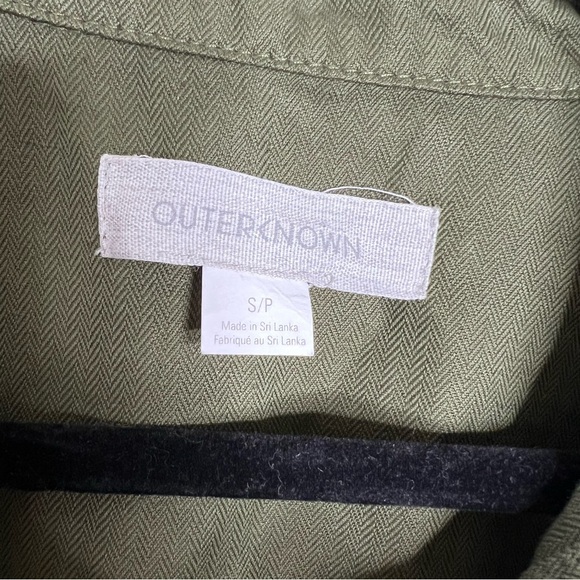 OUTERKNOWN
S/P
Made in Sri Lanka
Fabriqué au Sri Lanka